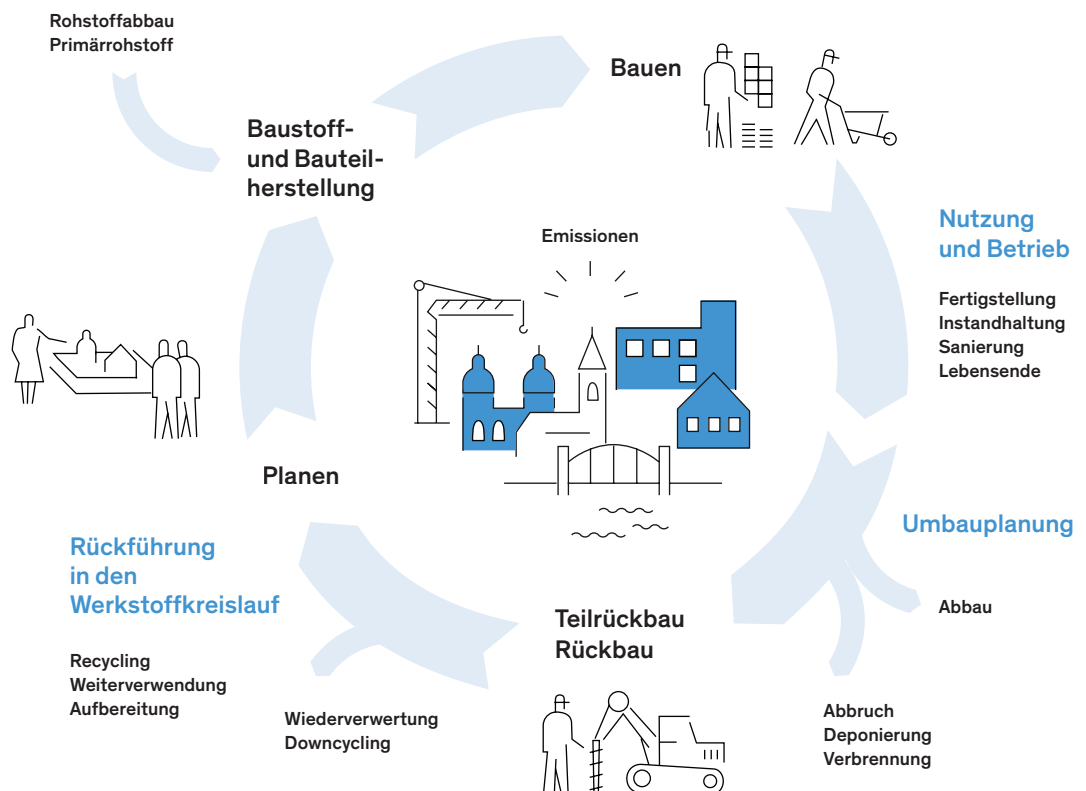 Rohstoffabbau
Primärrohstoff
Bauen
Baustoff-
und Bauteil-
herstellung
Nutzung
und Betrieb
Emissionen
Fertigstellung
Instandhaltung
Sanierung
Lebensende
Planen
Umbauplanung
Rückführung
in den
Werkstoffkreislauf
Abbau
Teilrückbau
Rückbau
Recycling
Weiterverwendung
Aufbereitung
Wiederverwertung
Downcycling
Abbruch
Deponierung
Verbrennung